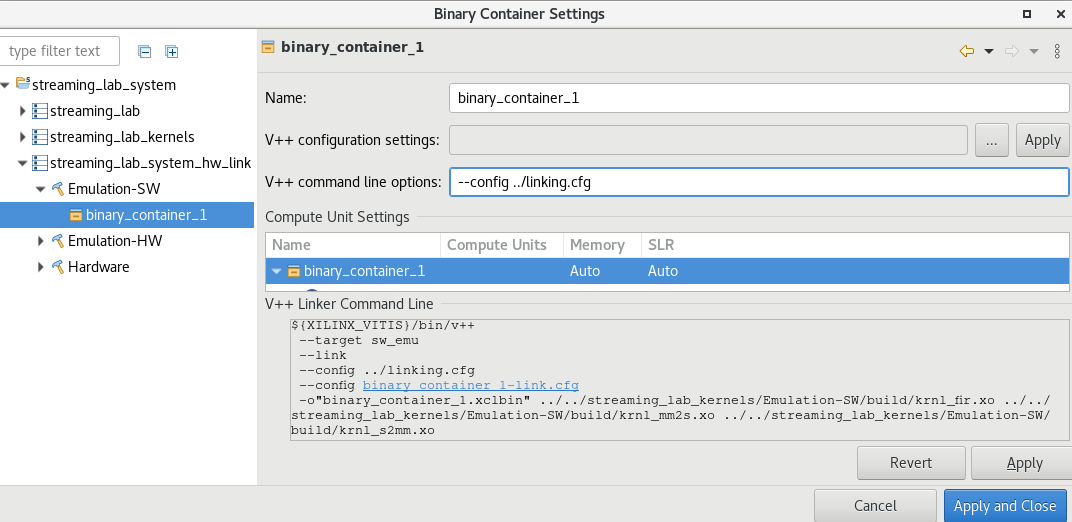 Binary Container Settings
type filter text
streaming_lab_system
streaming_lab
streaming_lab_kernels
streaming_lab_system_hw_link
Emulation-SW
binary_container_1
Emulation-HW
Hardware
binary_container_1
Name: binary_container_1
V++ configuration settings: ... Apply
V++ command line options: --config ../linking.cfg
Compute Unit Settings
Name Compute Units Memory SLR
binary_container_1 Auto Auto
V++ Linker Command Line
${XILINX_VITIS}/bin/v++
--target sw_emu
--link
--config ../linking.cfg
--config binary_container_1-link.cfg
-o"binary_container_1.xclbin" ../../streaming_lab_kernels/Emulation-SW/build/krnl_fir.xo ../../
streaming_lab_kernels/Emulation-SW/build/krnl_mm2s.xo ../../streaming_lab_kernels/Emulation-SW/
build/krnl_s2mm.xo
Revert Apply
Cancel Apply and Close